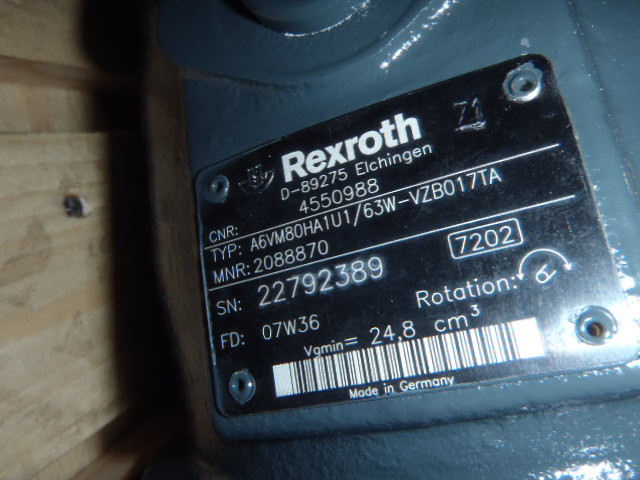 Rexroth Z1
D-89275 Elchingen
CNR: 4550988
TYP: A6VM80HA1U1/63W-VZB017TA
MNR: 2088870
7202
SN: 22792389
Rotation:
FD: 07W36
Vgmin= 24,8 cm³
Made in Germany